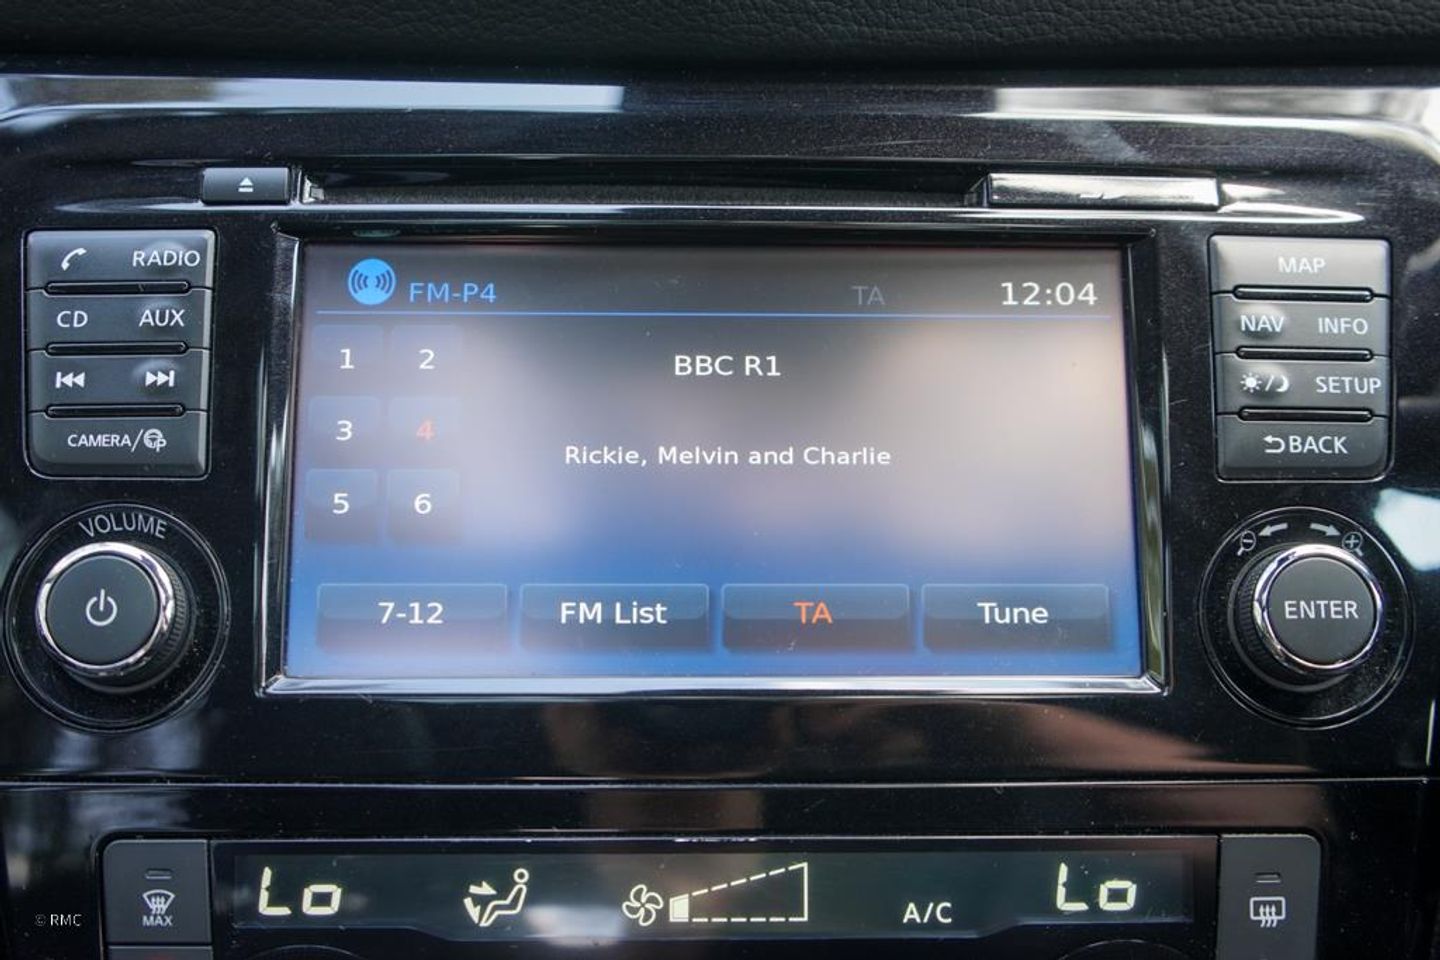 RADIO
CD AUX
CAMERA/
VOLUME
FM-P4 TA 12:04
1 2
3 4
5 6
BBC R1
Rickie, Melvin and Charlie
7-12 FM List TA Tune
MAP
NAV INFO
SETUP
BACK
ENTER
MAX
Lo
A/C
Lo
© RMC